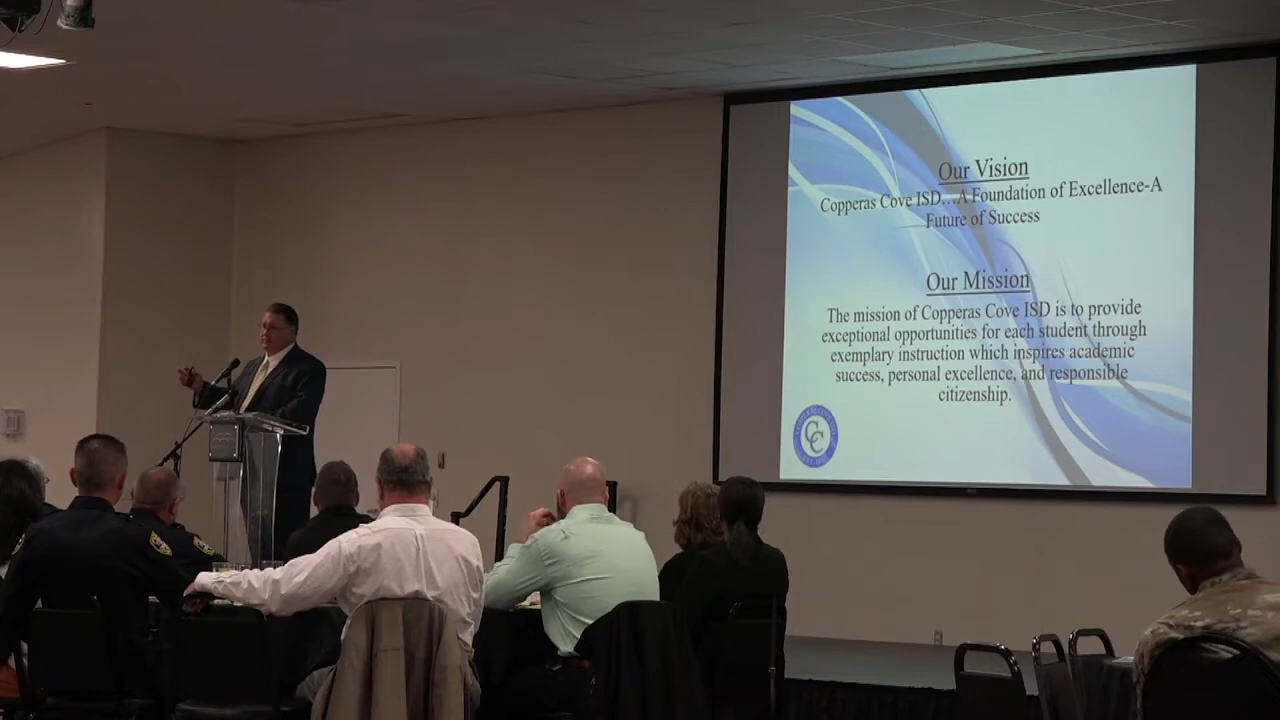 Our Vision
Copperas Cove ISD...A Foundation of Excellence-A
Future of Success
Our Mission
The mission of Copperas Cove ISD is to provide
exceptional opportunities for each student through
exemplary instruction which inspires academic
success, personal excellence, and responsible
citizenship.
CC